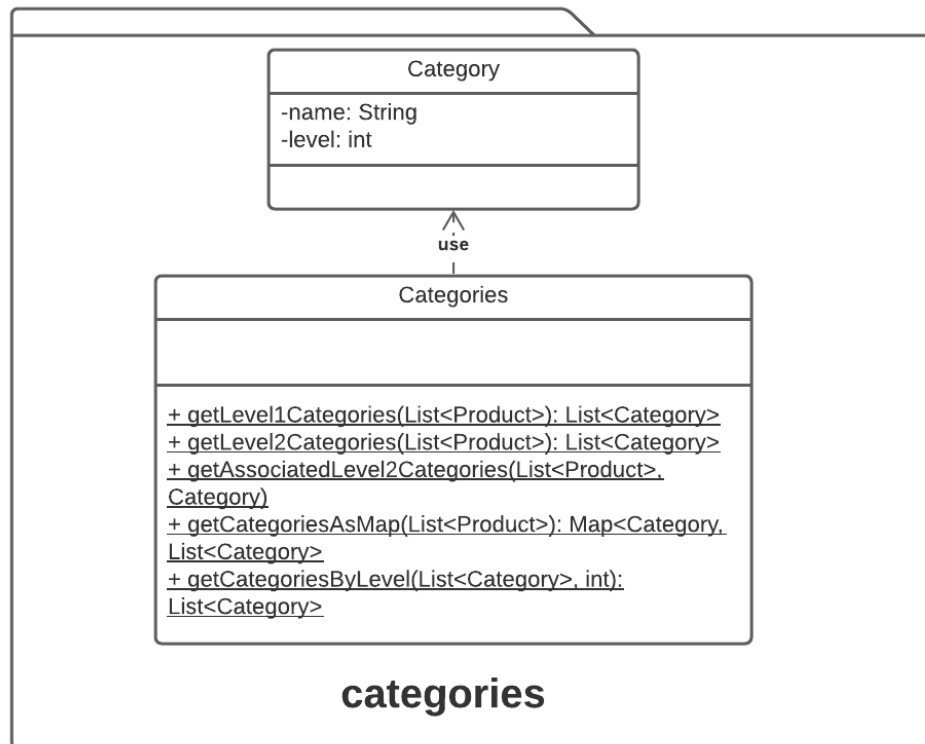 Category
-name: String
-level: int
use
Categories
+ getLevel1Categories(List<Product>): List<Category>
+ getLevel2Categories(List<Product>): List<Category>
+ getAssociatedLevel2Categories(List<Product>,
Category)
+ getCategoriesAsMap(List<Product>): Map<Category,
List<Category>
+ getCategoriesByLevel(List<Category>, int):
List<Category>
categories